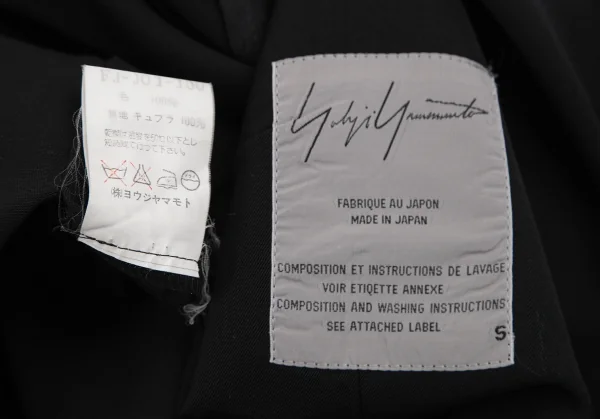 キュプラ 100%
(株)ヨウジヤマモト
Yohji Yamamoto
FABRIQUE AU JAPON
MADE IN JAPAN
COMPOSITION ET INSTRUCTIONS DE LAVAGE
VOIR ETIQETTE ANNEXE
COMPOSITION AND WASHING INSTRUCTIONS
SEE ATTACHED LABEL
S